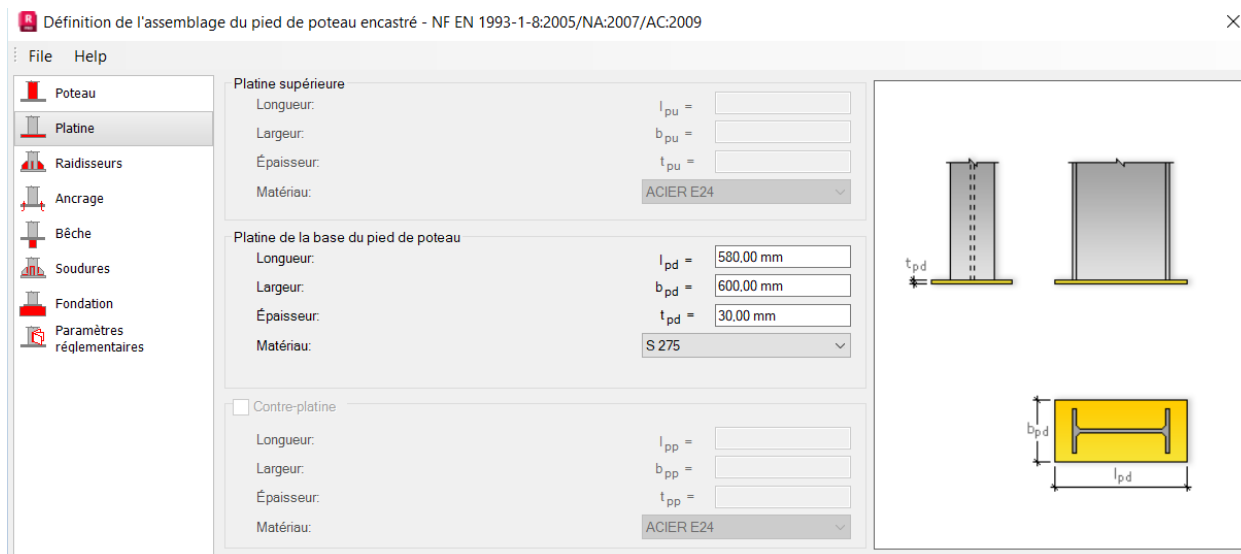 Définition de l'assemblage du pied de poteau encastré - NF EN 1993-1-8:2005/NA:2007/AC:2009
File Help
Poteau
Platine
Raidisseurs
Ancrage
Bêche
Soudures
Fondation
Paramètres
réglementaires
Platine supérieure
Longueur: lpu =
Largeur: bpu =
Épaisseur: tpu =
Matériau: ACIER E24
Platine de la base du pied de poteau
Longueur: lpd = 580,00 mm
Largeur: bpd = 600,00 mm
Épaisseur: tpd = 30,00 mm
Matériau: S 275
Contre-platine
Longueur: lpp =
Largeur: bpp =
Épaisseur: tpp =
Matériau: ACIER E24
tpd
bpd
lpd